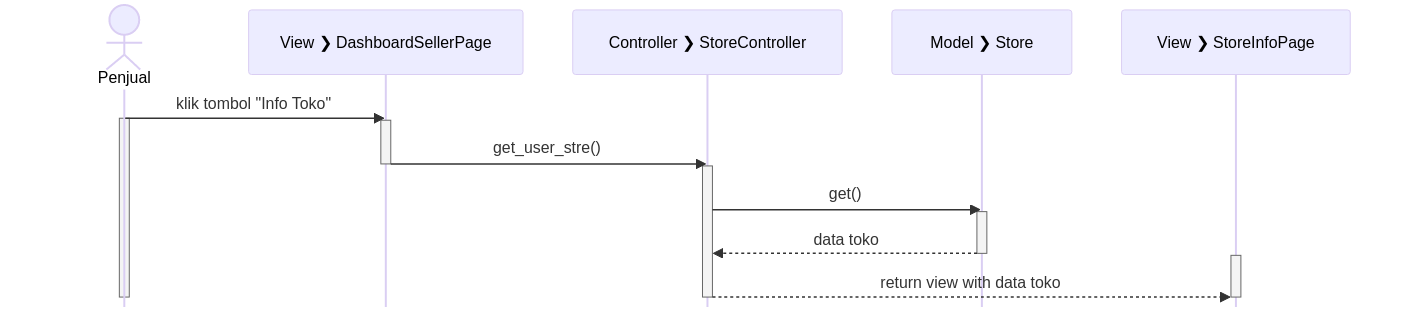 View ❯ DashboardSellerPage
Controller ❯ StoreController
Model ❯ Store
View ❯ StoreInfoPage
Penjual
klik tombol "Info Toko"
get_user_stre()
get()
data toko
return view with data toko